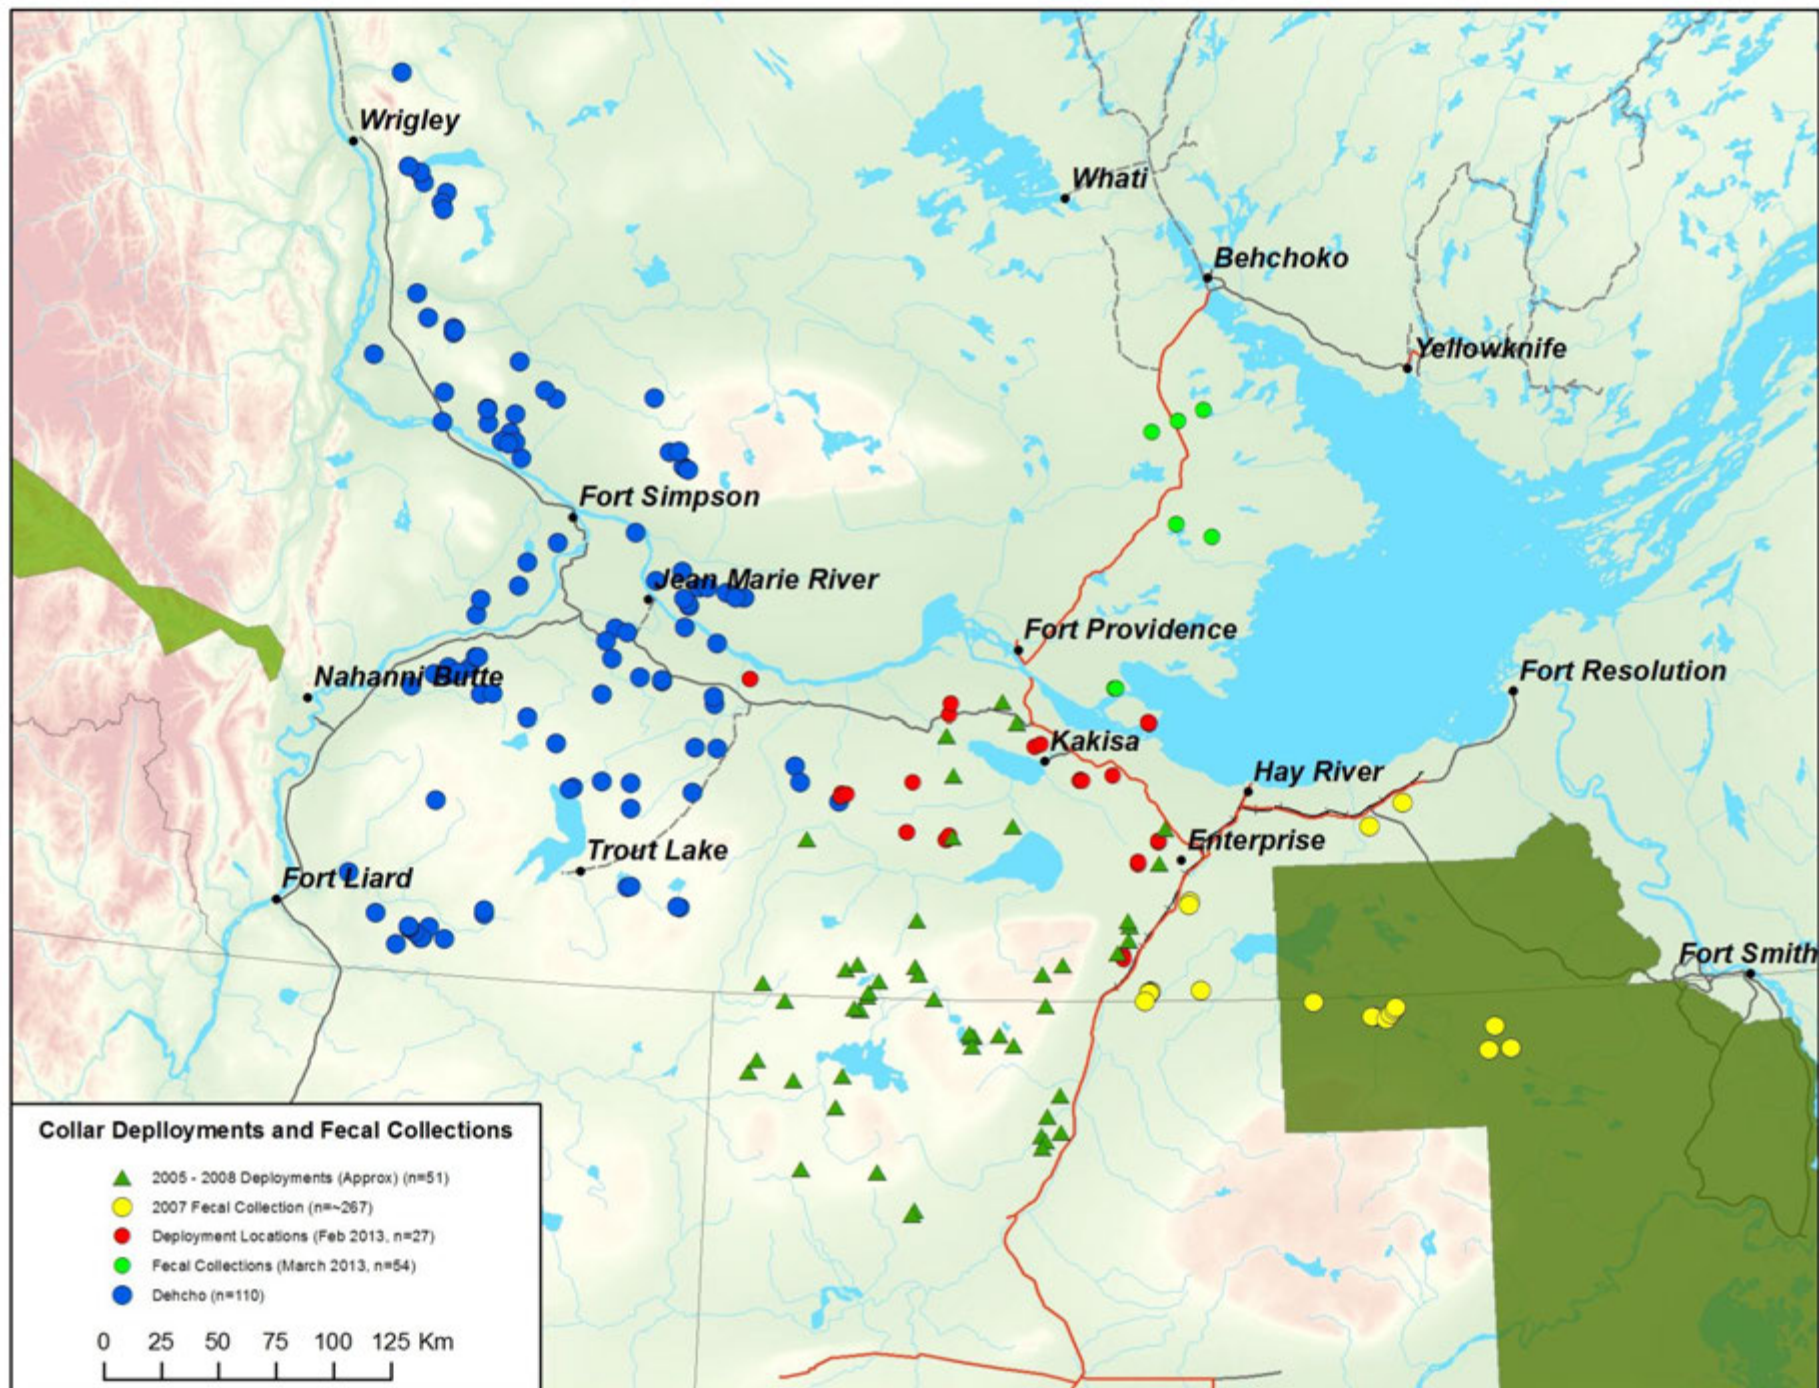 Wrigley
Whati
Behchoko
Yellowknife
Fort Simpson
Jean Marie River
Fort Providence
Nahanni Butte
Fort Resolution
Kakisa
Hay River
Enterprise
Trout Lake
Fort Liard
Fort Smith
Collar Deplloyments and Fecal Collections
2005 - 2008 Deployments (Approx) (n=51)
2007 Fecal Collection (n=~267)
Deployment Locations (Feb 2013, n=27)
Fecal Collections (March 2013, n=54)
Dehcho (n=110)
0 25 50 75 100 125 Km